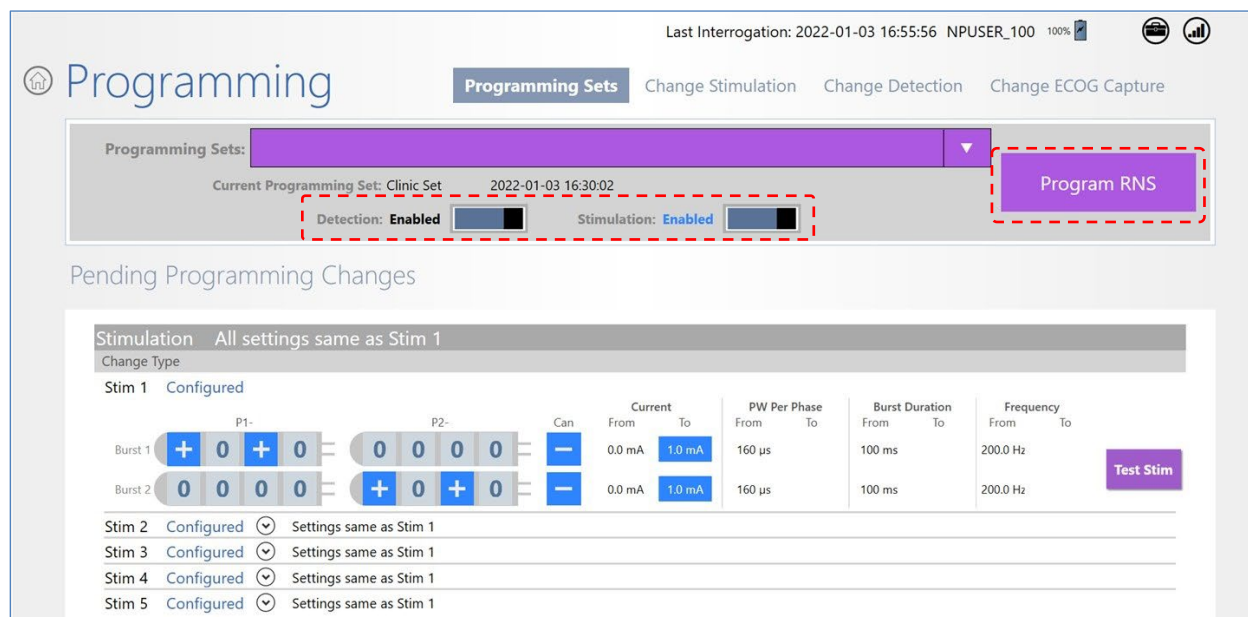 Last Interrogation: 2022-01-03 16:55:56 NPUSER_100 100%
Programming
Programming Sets Change Stimulation Change Detection Change ECOG Capture
Programming Sets:
Program RNS
Current Programming Set: Clinic Set 2022-01-03 16:30:02
Detection: Enabled Stimulation: Enabled
Pending Programming Changes
Stimulation All settings same as Stim 1
Change Type
Stim 1 Configured
Current PW Per Phase Burst Duration Frequency
P1- P2- Can From To From To From To From To
Burst 1 + 0 + 0 0 0 0 0 − 0.0 mA 1.0 mA 160 µs 100 ms 200.0 Hz
Test Stim
Burst 2 0 0 0 0 + 0 + 0 − 0.0 mA 1.0 mA 160 µs 100 ms 200.0 Hz
Stim 2 Configured Settings same as Stim 1
Stim 3 Configured Settings same as Stim 1
Stim 4 Configured Settings same as Stim 1
Stim 5 Configured Settings same as Stim 1